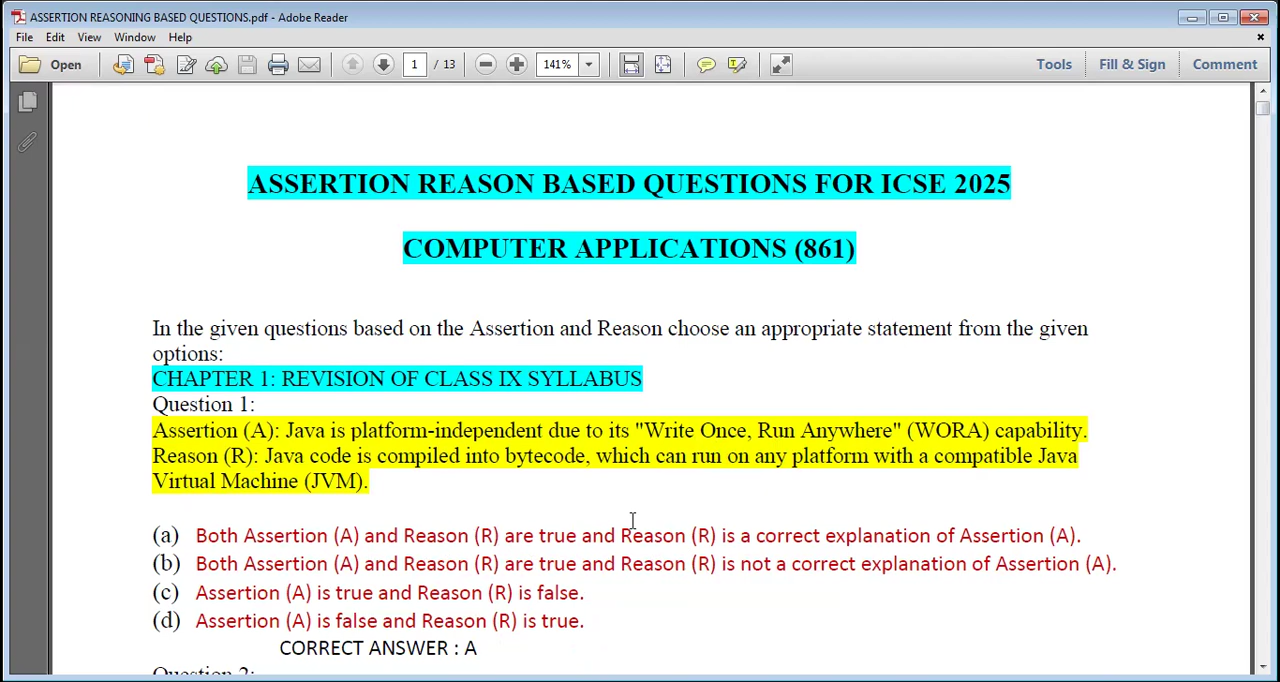 ASSERTION REASONING BASED QUESTIONS.pdf - Adobe Reader
File Edit View Window Help
Open 1 / 13 141% Tools Fill & Sign Comment
ASSERTION REASON BASED QUESTIONS FOR ICSE 2025
COMPUTER APPLICATIONS (861)
In the given questions based on the Assertion and Reason choose an appropriate statement from the given
options:
CHAPTER 1: REVISION OF CLASS IX SYLLABUS
Question 1:
Assertion (A): Java is platform-independent due to its "Write Once, Run Anywhere" (WORA) capability.
Reason (R): Java code is compiled into bytecode, which can run on any platform with a compatible Java
Virtual Machine (JVM).
(a) Both Assertion (A) and Reason (R) are true and Reason (R) is a correct explanation of Assertion (A).
(b) Both Assertion (A) and Reason (R) are true and Reason (R) is not a correct explanation of Assertion (A).
(c) Assertion (A) is true and Reason (R) is false.
(d) Assertion (A) is false and Reason (R) is true.
CORRECT ANSWER : A
Question 2: